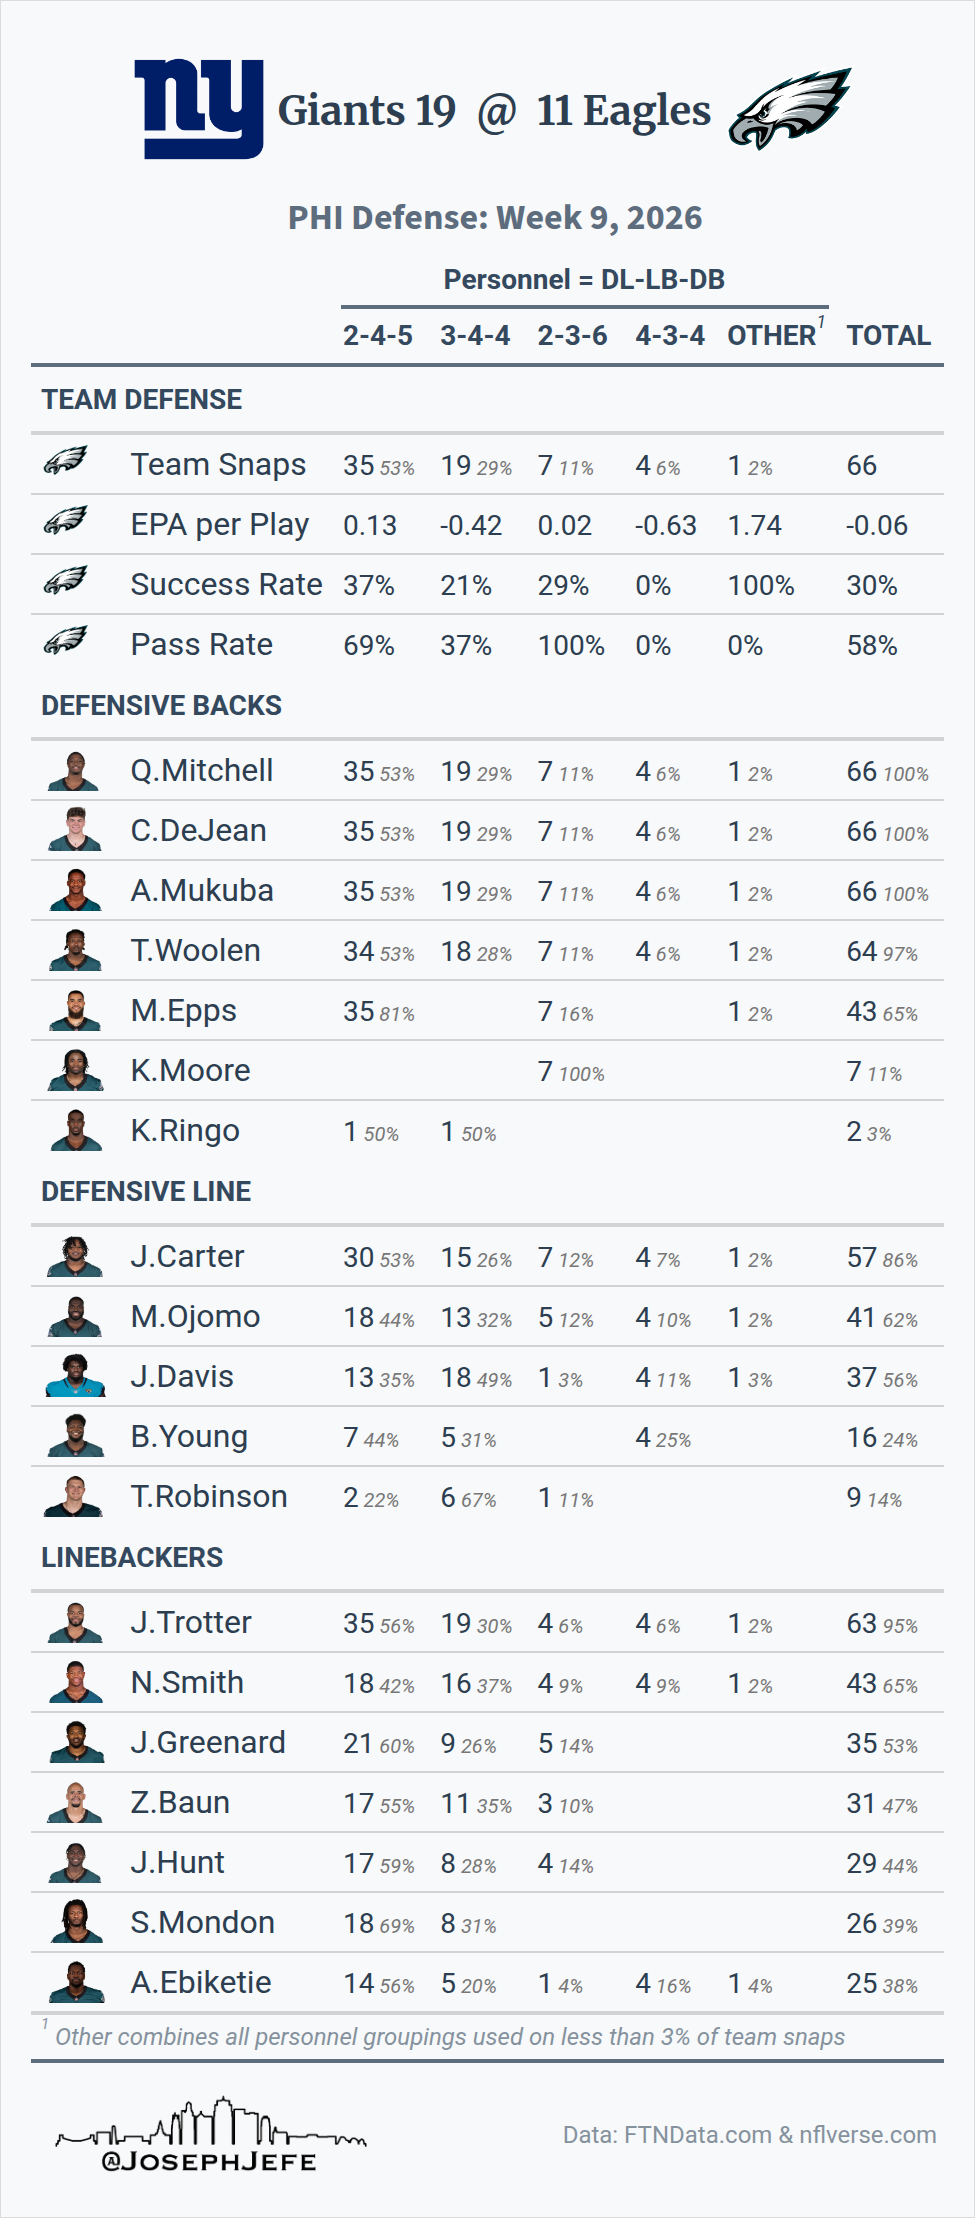 ny Giants 19 @ 11 Eagles
PHI Defense: Week 9, 2026
Personnel = DL-LB-DB
2-4-5 3-4-4 2-3-6 4-3-4 OTHER1 TOTAL
TEAM DEFENSE
Team Snaps 35 53% 19 29% 7 11% 4 6% 1 2% 66
EPA per Play 0.13 -0.42 0.02 -0.63 1.74 -0.06
Success Rate 37% 21% 29% 0% 100% 30%
Pass Rate 69% 37% 100% 0% 0% 58%
DEFENSIVE BACKS
Q.Mitchell 35 53% 19 29% 7 11% 4 6% 1 2% 66 100%
C.DeJean 35 53% 19 29% 7 11% 4 6% 1 2% 66 100%
A.Mukuba 35 53% 19 29% 7 11% 4 6% 1 2% 66 100%
T.Woolen 34 53% 18 28% 7 11% 4 6% 1 2% 64 97%
M.Epps 35 81% 7 16% 1 2% 43 65%
K.Moore 7 100% 7 11%
K.Ringo 1 50% 1 50% 2 3%
DEFENSIVE LINE
J.Carter 30 53% 15 26% 7 12% 4 7% 1 2% 57 86%
M.Ojomo 18 44% 13 32% 5 12% 4 10% 1 2% 41 62%
J.Davis 13 35% 18 49% 1 3% 4 11% 1 3% 37 56%
B.Young 7 44% 5 31% 4 25% 16 24%
T.Robinson 2 22% 6 67% 1 11% 9 14%
LINEBACKERS
J.Trotter 35 56% 19 30% 4 6% 4 6% 1 2% 63 95%
N.Smith 18 42% 16 37% 4 9% 4 9% 1 2% 43 65%
J.Greenard 21 60% 9 26% 5 14% 35 53%
Z.Baun 17 55% 11 35% 3 10% 31 47%
J.Hunt 17 59% 8 28% 4 14% 29 44%
S.Mondon 18 69% 8 31% 26 39%
A.Ebiketie 14 56% 5 20% 1 4% 4 16% 1 4% 25 38%
1 Other combines all personnel groupings used on less than 3% of team snaps
@JosephJefe
Data: FTNData.com & nflverse.com